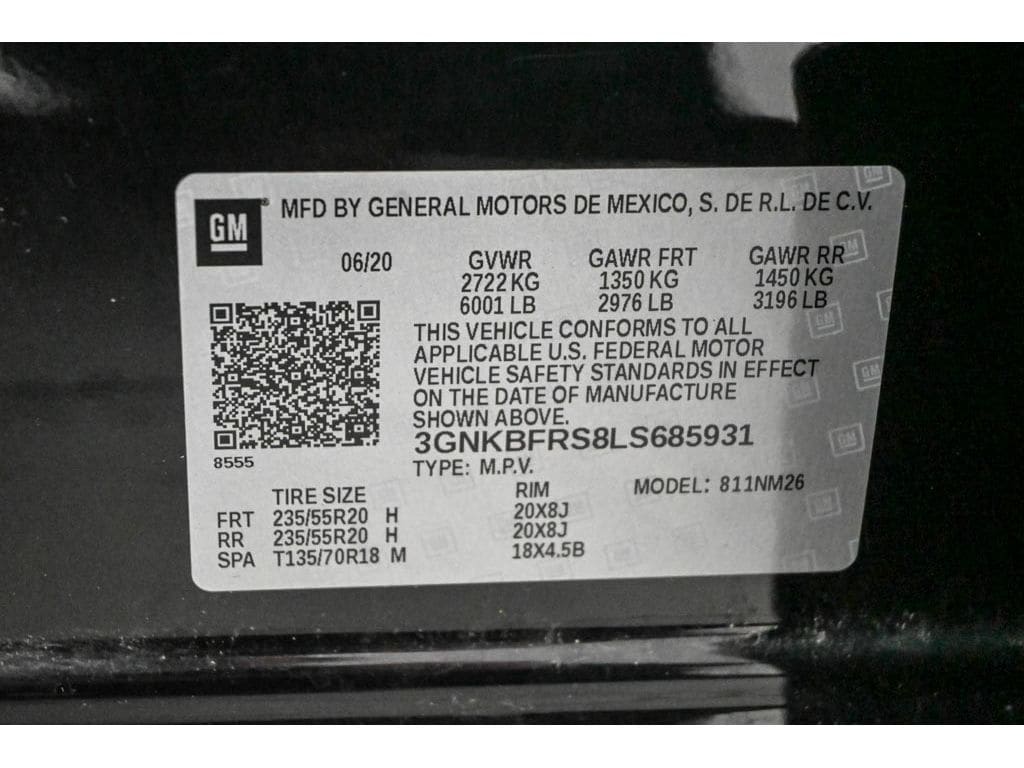 GM ® MFD BY GENERAL MOTORS DE MEXICO, S. DE R.L. DE C.V.
06/20 GVWR GAWR FRT GAWR RR
2722 KG 1350 KG 1450 KG
6001 LB 2976 LB 3196 LB
THIS VEHICLE CONFORMS TO ALL
APPLICABLE U.S. FEDERAL MOTOR
VEHICLE SAFETY STANDARDS IN EFFECT
ON THE DATE OF MANUFACTURE
SHOWN ABOVE.
3GNKBFRS8LS685931
8555
TYPE: M.P.V.
TIRE SIZE RIM MODEL: 811NM26
FRT 235/55R20 H 20X8J
RR 235/55R20 H 20X8J
SPA T135/70R18 M 18X4.5B